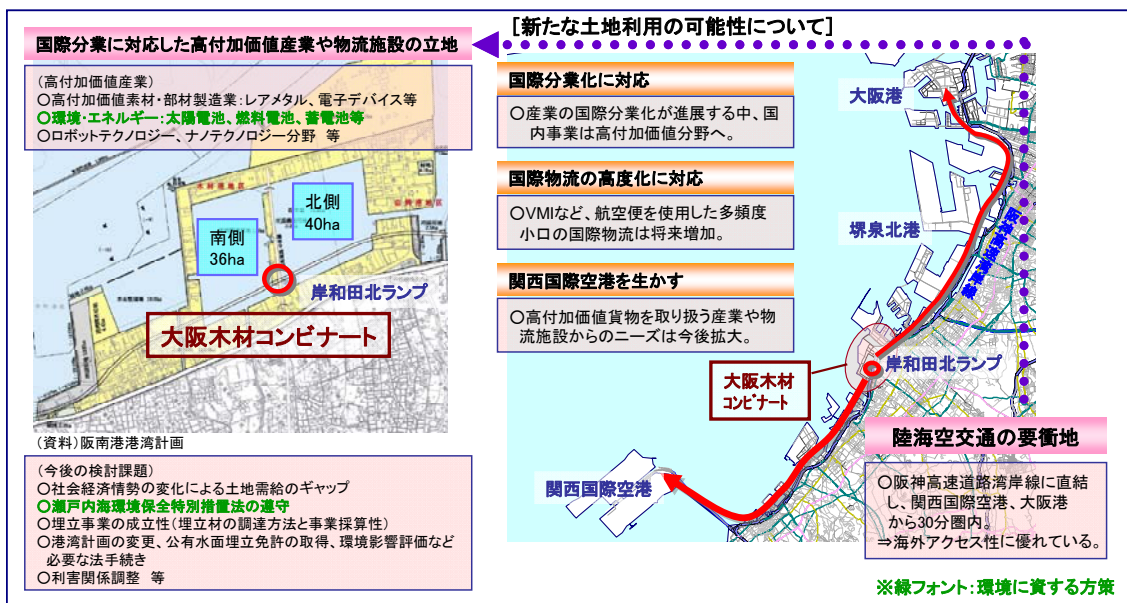 [新たな土地利用の可能性について]
国際分業に対応した高付加価値産業や物流施設の立地
(高付加価値産業)
○高付加価値素材・部材製造業:レアメタル、電子デバイス等
○環境・エネルギー:太陽電池、燃料電池、蓄電池等
○ロボットテクノロジー、ナノテクノロジー分野 等
木材港地区
北側
40ha
南側
36ha
岸和田北ランプ
大阪木材コンビナート
(資料)阪南港港湾計画
(今後の検討課題)
○社会経済情勢の変化による土地需給のギャップ
○瀬戸内海環境保全特別措置法の遵守
○埋立事業の成立性(埋立材の調達方法と事業採算性)
○港湾計画の変更、公有水面埋立免許の取得、環境影響評価など
必要な法手続き
○利害関係調整 等
国際分業化に対応
○産業の国際分業化が進展する中、国
内事業は高付加価値分野へ。
国際物流の高度化に対応
○VMIなど、航空便を使用した多頻度
小口の国際物流は将来増加。
関西国際空港を生かす
○高付加価値貨物を取り扱う産業や物
流施設からのニーズは今後拡大。
大阪港
堺泉北港
阪神高速湾岸線
岸和田北ランプ
大阪木材
コンビナート
関西国際空港
陸海空交通の要衝地
○阪神高速道路湾岸線に直結
し、関西国際空港、大阪港
から30分圏内。
⇒海外アクセス性に優れている。
※緑フォント:環境に資する方策